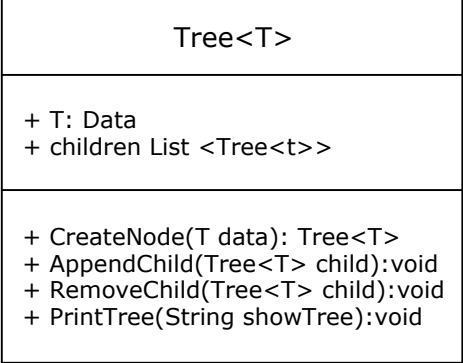 Tree<T>
+ T: Data
+ children List <Tree<t>>
+ CreateNode(T data): Tree<T>
+ AppendChild(Tree<T> child):void
+ RemoveChild(Tree<T> child):void
+ PrintTree(String showTree):void